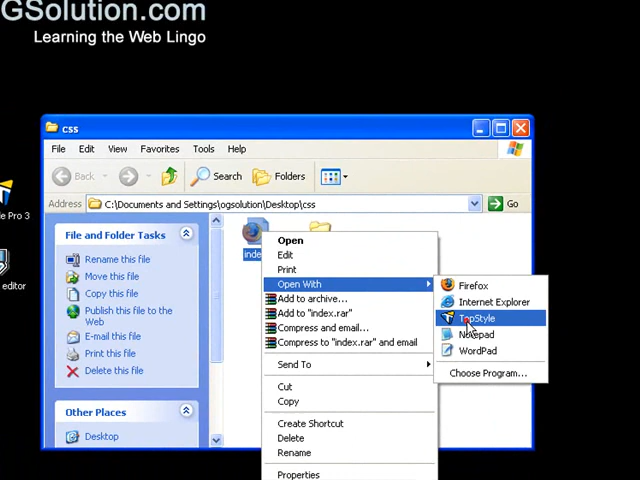 GSolution.com
Learning the Web Lingo
css
File Edit View Favorites Tools Help
Back Search Folders
Address C:\Documents and Settings\ogsolution\Desktop\css Go
File and Folder Tasks
Rename this file
Move this file
Copy this file
Publish this file to the
Web
E-mail this file
Print this file
Delete this file
Other Places
Desktop
e Pro 3
editor
inde
Open
Edit
Print
Open With
Add to archive...
Add to "index.rar"
Compress and email...
Compress to "index.rar" and email
Send To
Cut
Copy
Create Shortcut
Delete
Rename
Properties
Firefox
Internet Explorer
TopStyle
Notepad
WordPad
Choose Program...